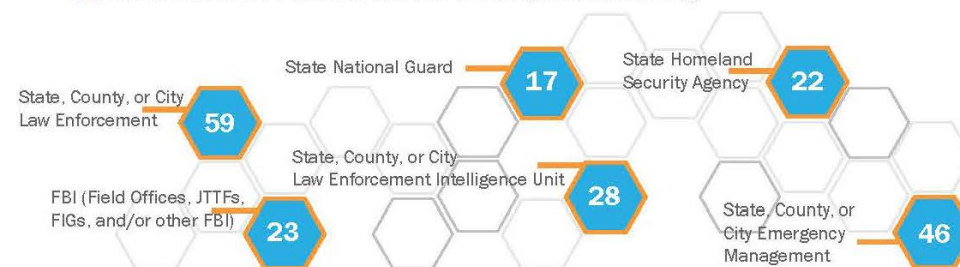 State National Guard
17
State Homeland
Security Agency
22
State, County, or City
Law Enforcement
59
State, County, or City
Law Enforcement Intelligence Unit
28
FBI (Field Offices, JTTFs,
FIGs, and/or other FBI)
23
State, County, or
City Emergency
Management
46